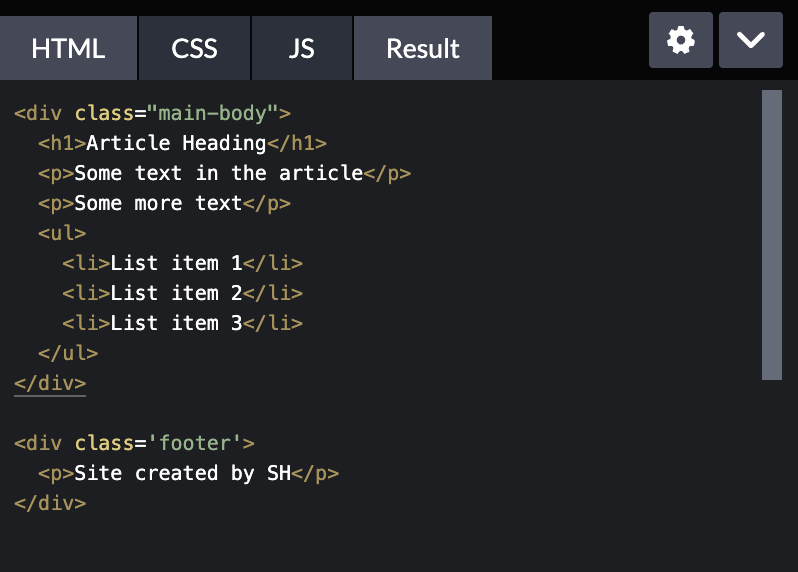 HTML CSS JS Result
<div class="main-body">
  <h1>Article Heading</h1>
  <p>Some text in the article</p>
  <p>Some more text</p>
  <ul>
    <li>List item 1</li>
    <li>List item 2</li>
    <li>List item 3</li>
  </ul>
</div>
<div class='footer'>
  <p>Site created by SH</p>
</div>